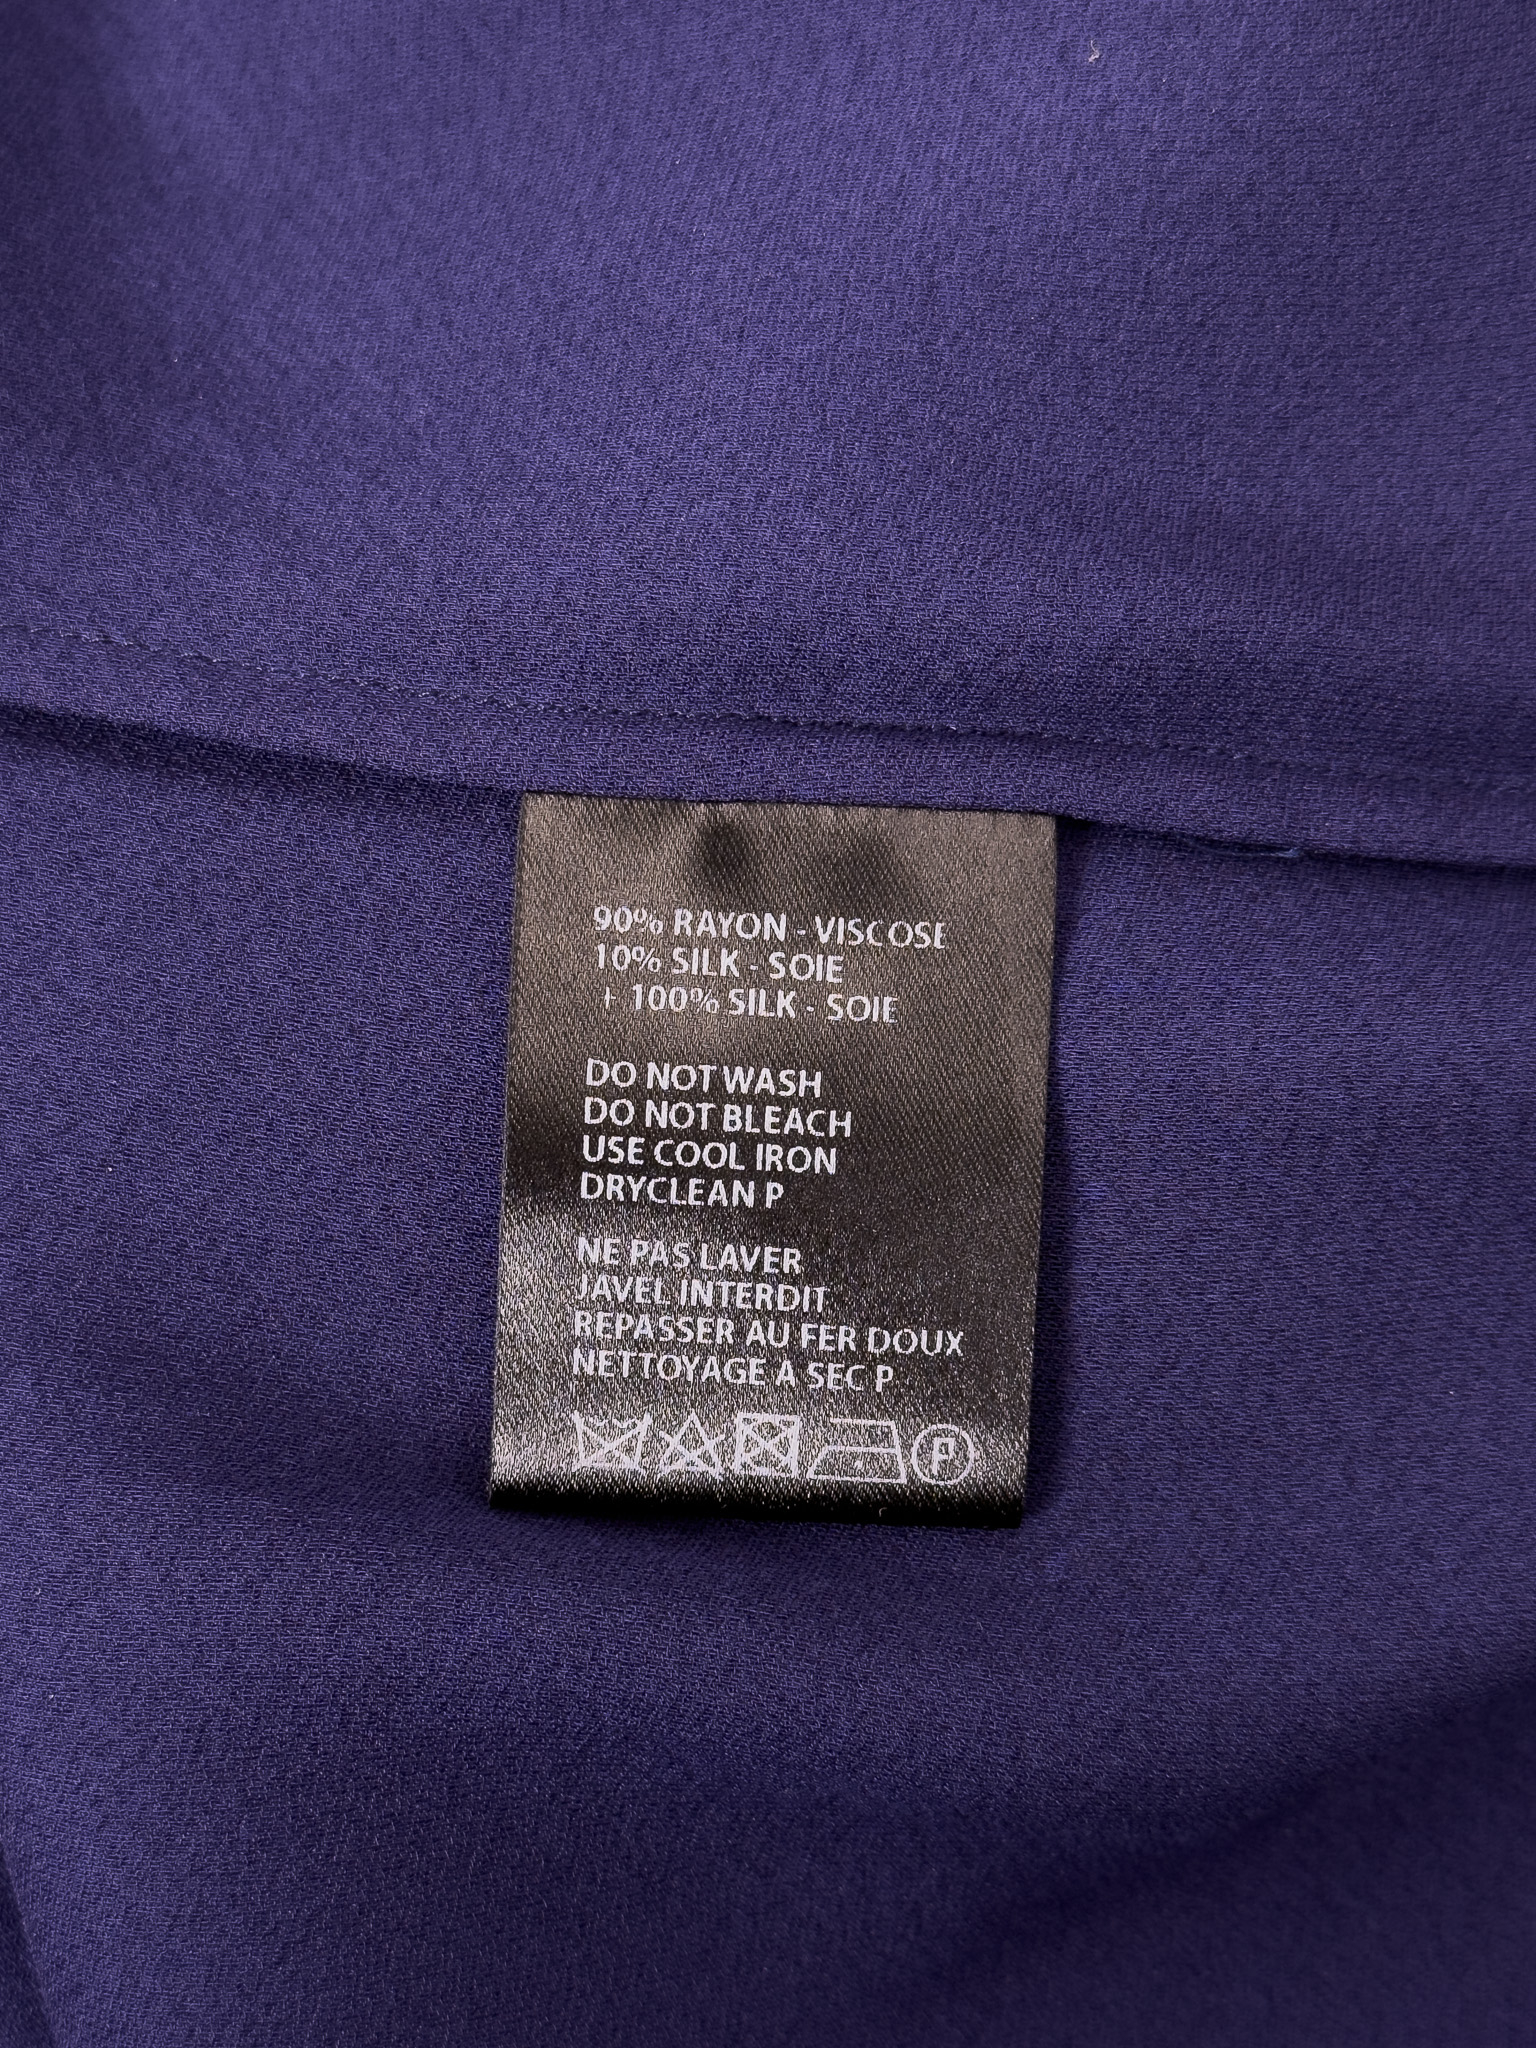 90% RAYON - VISCOSE
10% SILK - SOIE
+ 100% SILK - SOIE
DO NOT WASH
DO NOT BLEACH
USE COOL IRON
DRYCLEAN P
NE PAS LAVER
JAVEL INTERDIT
REPASSER AU FER DOUX
NETTOYAGE A SEC P
P